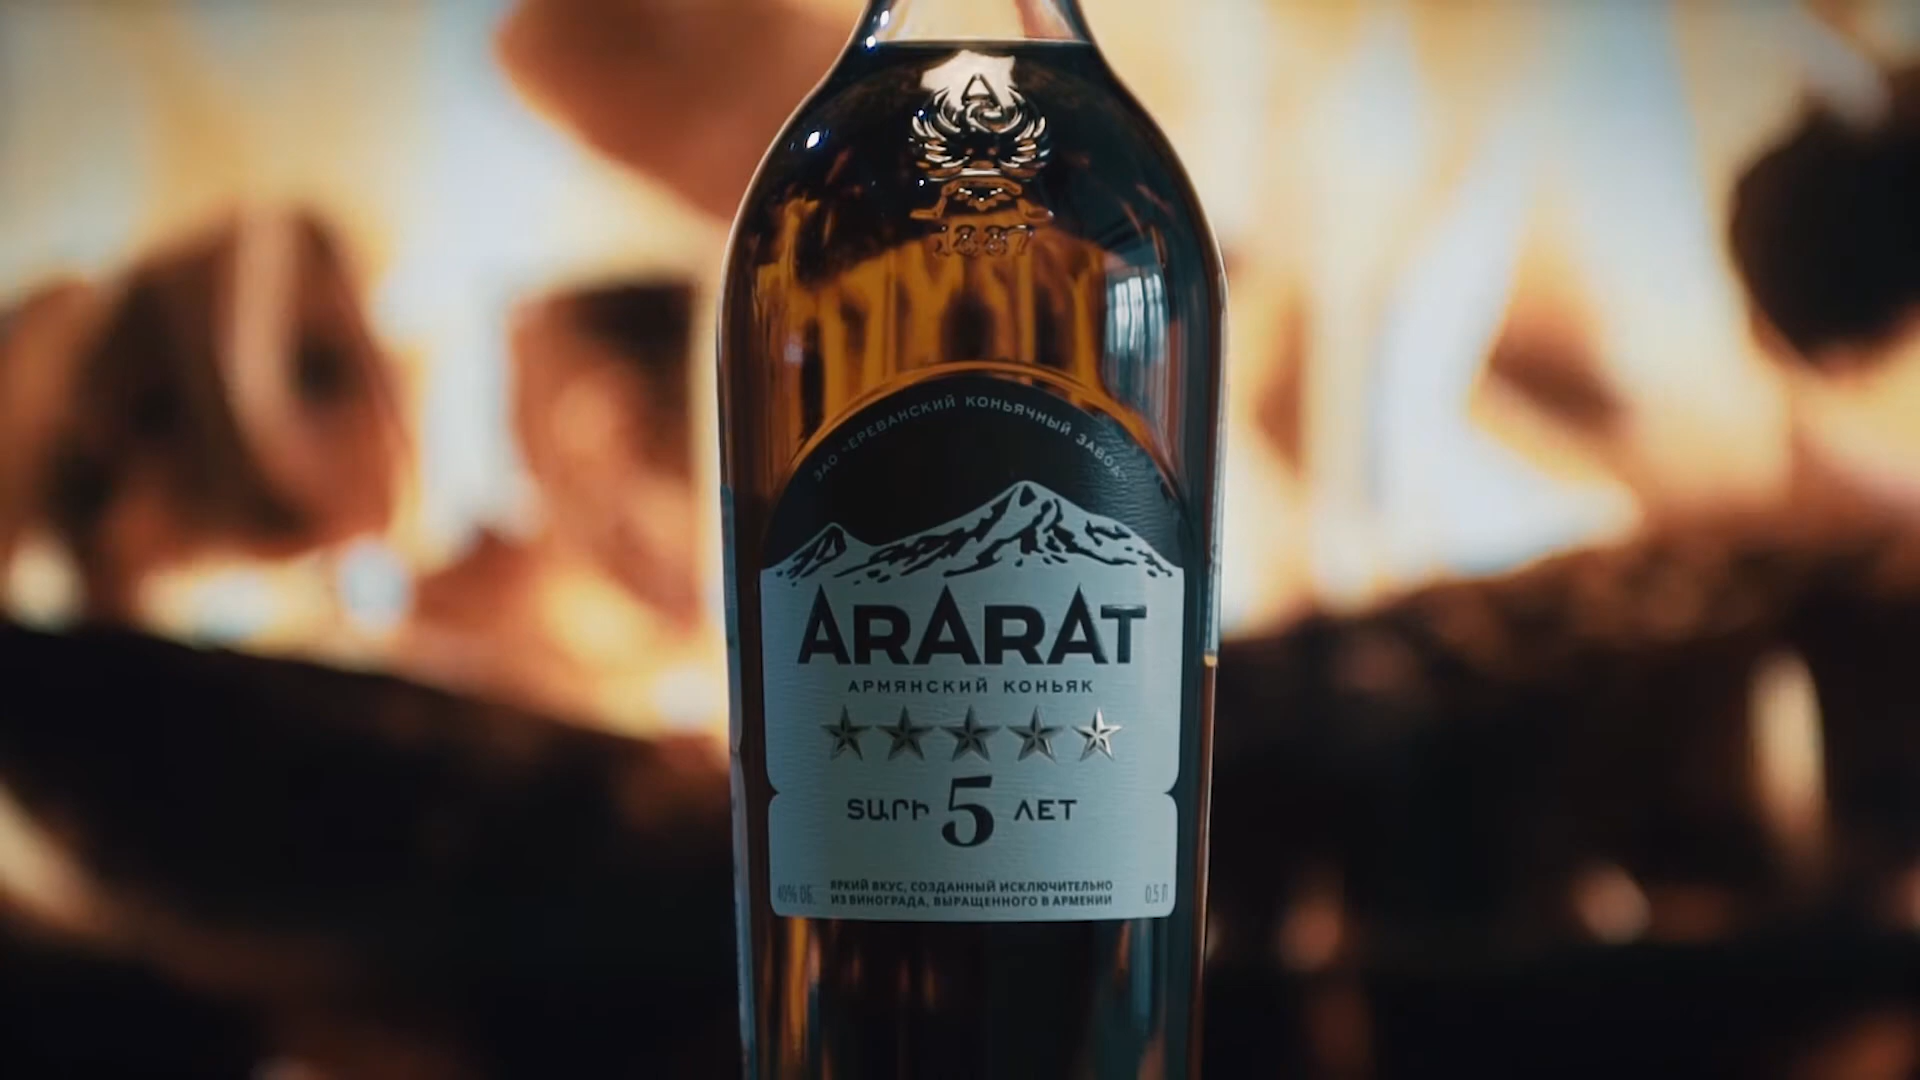 A
1887
ЗАО «ЕРЕВАНСКИЙ КОНЬЯЧНЫЙ ЗАВОД»
ARARAT
АРМЯНСКИЙ КОНЬЯК
ՏԱՐԻ 5 ЛЕТ
40% ОБ.
ЯРКИЙ ВКУС, СОЗДАННЫЙ ИСКЛЮЧИТЕЛЬНО
ИЗ ВИНОГРАДА, ВЫРАЩЕННОГО В АРМЕНИИ
0,5 Л